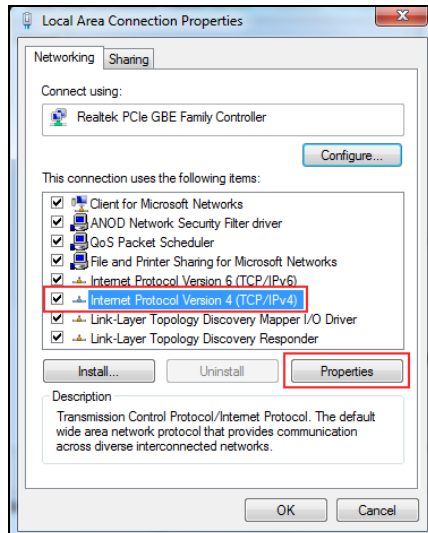 Local Area Connection Properties
Networking
Sharing
Connect using:
Realtek PCIe GBE Family Controller
Configure...
This connection uses the following items:
Client for Microsoft Networks
ANOD Network Security Filter driver
QoS Packet Scheduler
File and Printer Sharing for Microsoft Networks
Internet Protocol Version 6 (TCP/IPv6)
Internet Protocol Version 4 (TCP/IPv4)
Link-Layer Topology Discovery Mapper I/O Driver
Link-Layer Topology Discovery Responder
Install...
Uninstall
Properties
Description
Transmission Control Protocol/Internet Protocol. The default
wide area network protocol that provides communication
across diverse interconnected networks.
OK
Cancel